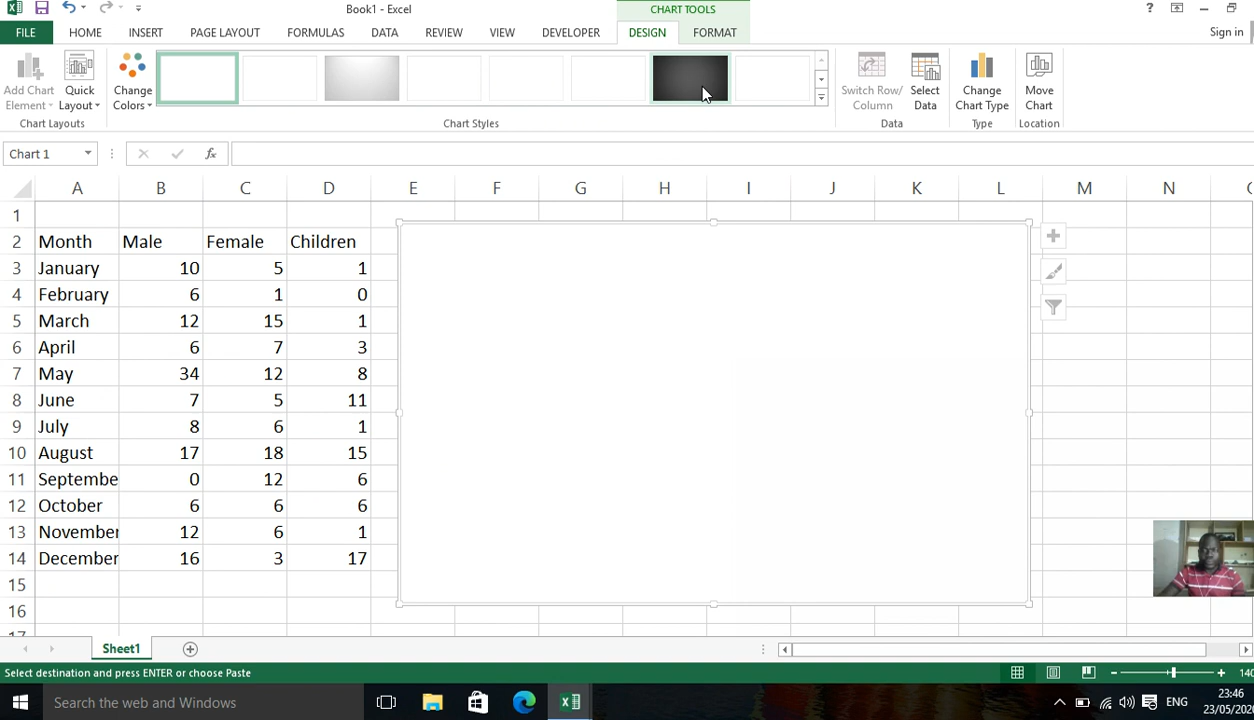 Book1 - Excel
CHART TOOLS
?
FILE
HOME
INSERT
PAGE LAYOUT
FORMULAS
DATA
REVIEW
VIEW
DEVELOPER
DESIGN
FORMAT
Sign in
Add Chart Element
Quick Layout
Change Colors
Switch Row/ Column
Select Data
Change Chart Type
Move Chart
Chart Layouts
Chart Styles
Data
Type
Location
Chart 1
fx
A B C D E F G H I J K L M N
1
2 Month Male Female Children
3 January 10 5 1
4 February 6 1 0
5 March 12 15 1
6 April 6 7 3
7 May 34 12 8
8 June 7 5 11
9 July 8 6 1
10 August 17 18 15
11 Septembe 0 12 6
12 October 6 6 6
13 November 12 6 1
14 December 16 3 17
15
16
17
Sheet1
Select destination and press ENTER or choose Paste
Search the web and Windows
ENG
23:46